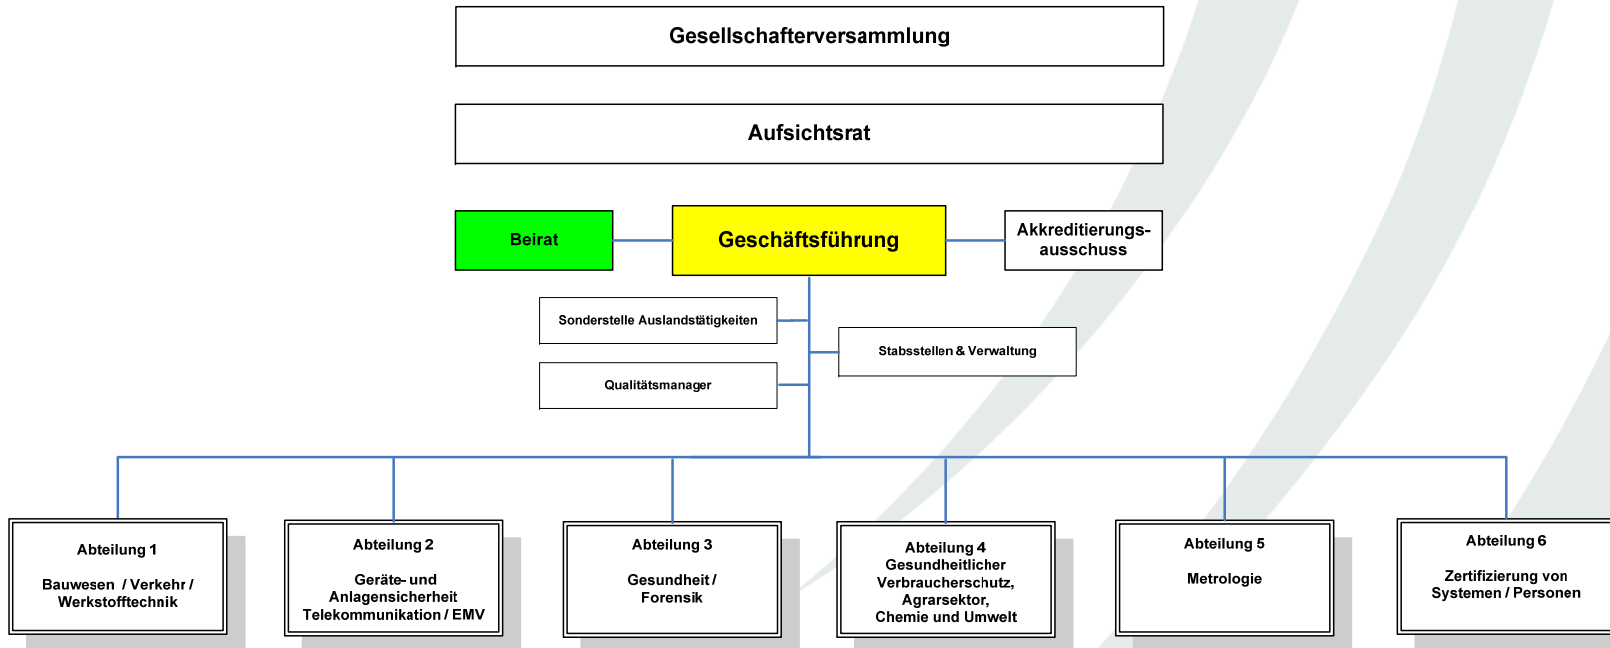 Gesellschafterversammlung
Aufsichtsrat
Beirat
Geschäftsführung
Akkreditierungs-
ausschuss
Sonderstelle Auslandstätigkeiten
Stabsstellen & Verwaltung
Qualitätsmanager
Abteilung 1
Bauwesen / Verkehr /
Werkstofftechnik
Abteilung 2
Geräte- und
Anlagensicherheit
Telekommunikation / EMV
Abteilung 3
Gesundheit /
Forensik
Abteilung 4
Gesundheitlicher
Verbraucherschutz,
Agrarsektor,
Chemie und Umwelt
Abteilung 5
Metrologie
Abteilung 6
Zertifizierung von
Systemen / Personen